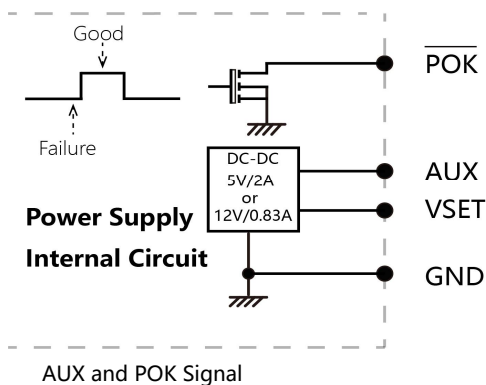 Good
Failure
POK
DC-DC
5V/2A
or
12V/0.83A
AUX
VSET
Power Supply
Internal Circuit
GND
AUX and POK Signal